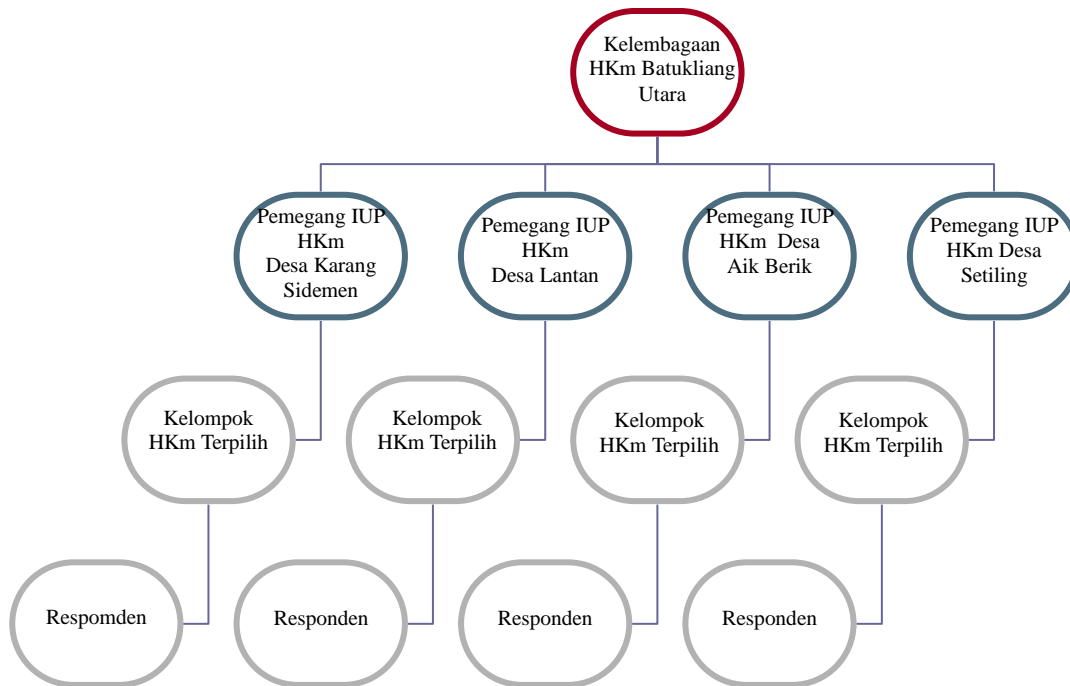 Kelembagaan
HKm Batukliang
Utara
Pemegang IUP
HKm
Desa Karang
Sidemen
Pemegang IUP
HKm
Desa Lantan
Pemegang IUP
HKm  Desa
Aik Berik
Pemegang IUP
HKm Desa
Setiling
Kelompok
HKm Terpilih
Kelompok
HKm Terpilih
Kelompok
HKm Terpilih
Kelompok
HKm Terpilih
Respomden
Responden
Responden
Responden